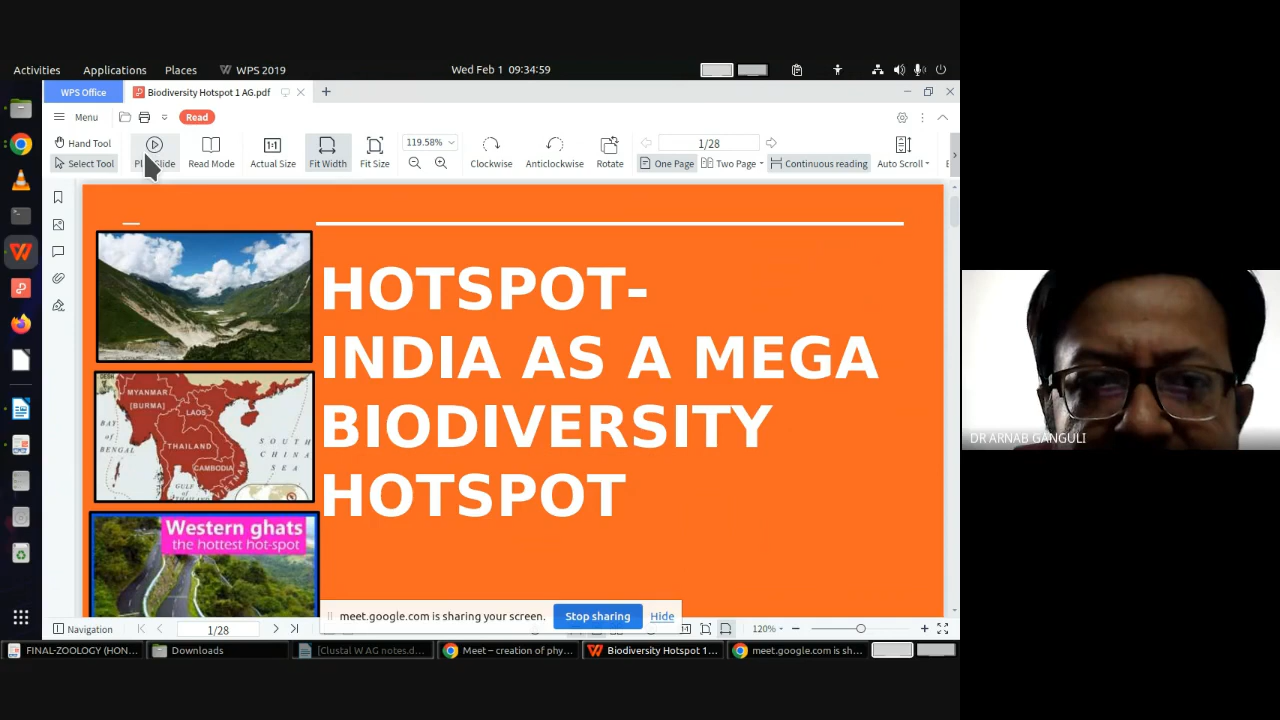 Activities Applications Places WPS 2019 Wed Feb 1 09:34:59
WPS Office Biodiversity Hotspot 1 AG.pdf
Menu Read
Hand Tool 119.58% 1/28
Select Tool Read Mode Actual Size Fit Width Fit Size Clockwise Anticlockwise Rotate One Page Two Page Continuous reading Auto Scroll
HOTSPOT-
INDIA AS A MEGA
BIODIVERSITY
HOTSPOT
MYANMAR
[BURMA]
LAOS
BAY
of
BENGAL
THAILAND
SOUTH
CHINA
SEA
CAMBODIA
VIETNAM
GULF
Western ghats
the hottest hot-spot
DR ARNAB GANGULI
meet.google.com is sharing your screen. Stop sharing Hide
Navigation 1/28 120%
FINAL-ZOOLOGY (HON... Downloads [Clustal W AG notes.d... Meet – creation of phy... Biodiversity Hotspot 1... meet.google.com is sh...